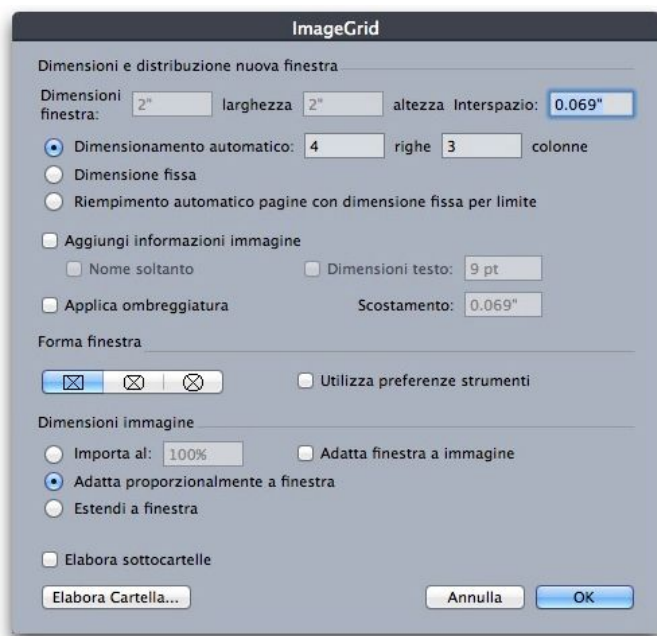 ImageGrid
Dimensioni e distribuzione nuova finestra
Dimensioni finestra: 2" larghezza 2" altezza Interspazio: 0.069"
Dimensionamento automatico: 4 righe 3 colonne
Dimensione fissa
Riempimento automatico pagine con dimensione fissa per limite
Aggiungi informazioni immagine
Nome soltanto Dimensioni testo: 9 pt
Applica ombreggiatura Scostamento: 0.069"
Forma finestra
Utilizza preferenze strumenti
Dimensioni immagine
Importa al: 100% Adatta finestra a immagine
Adatta proporzionalmente a finestra
Estendi a finestra
Elabora sottocartelle
Elabora Cartella... Annulla OK